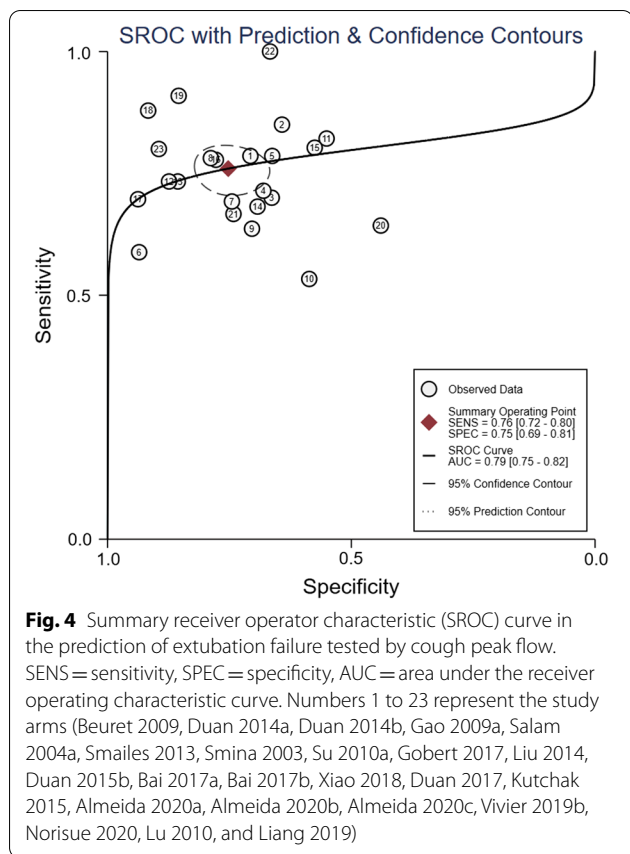 SROC with Prediction & Confidence Contours
1.0
22
19
18
2
11
15
23
1
5
8
12
17
4
3
7
14
21
9
20
6
10
Sensitivity
0.5
0.0
1.0
0.5
0.0
Specificity
Observed Data
Summary Operating Point
SENS = 0.76 [0.72 - 0.80]
SPEC = 0.75 [0.69 - 0.81]
SROC Curve
AUC = 0.79 [0.75 - 0.82]
95% Confidence Contour
95% Prediction Contour
Fig. 4 Summary receiver operator characteristic (SROC) curve in
the prediction of extubation failure tested by cough peak flow.
SENS = sensitivity, SPEC = specificity, AUC = area under the receiver
operating characteristic curve. Numbers 1 to 23 represent the study
arms (Beuret 2009, Duan 2014a, Duan 2014b, Gao 2009a, Salam
2004a, Smailes 2013, Smina 2003, Su 2010a, Gobert 2017, Liu 2014,
Duan 2015b, Bai 2017a, Bai 2017b, Xiao 2018, Duan 2017, Kutchak
2015, Almeida 2020a, Almeida 2020b, Almeida 2020c, Vivier 2019b,
Norisue 2020, Lu 2010, and Liang 2019)